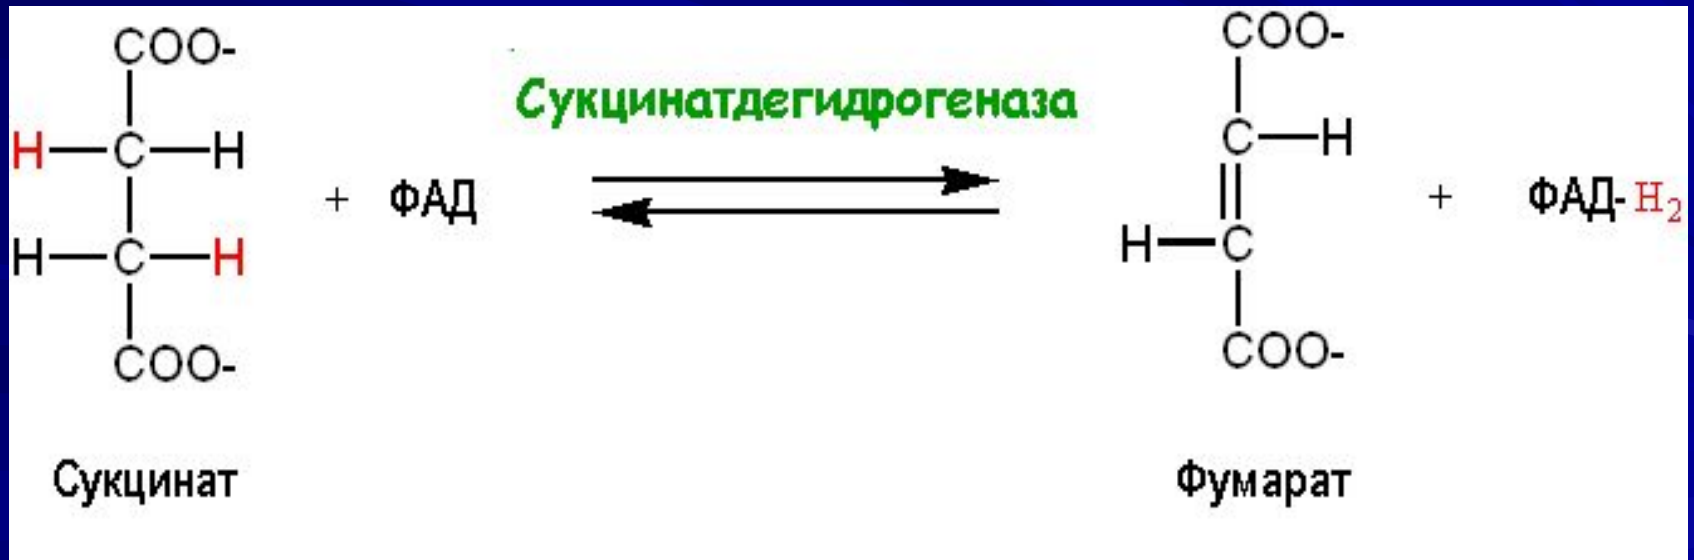 COO-
COO-
Сукцинатдегидрогеназа
H C H
C H
+ ФАД
+ ФАД-H₂
H C H
H C
COO-
COO-
Сукцинат
Фумарат